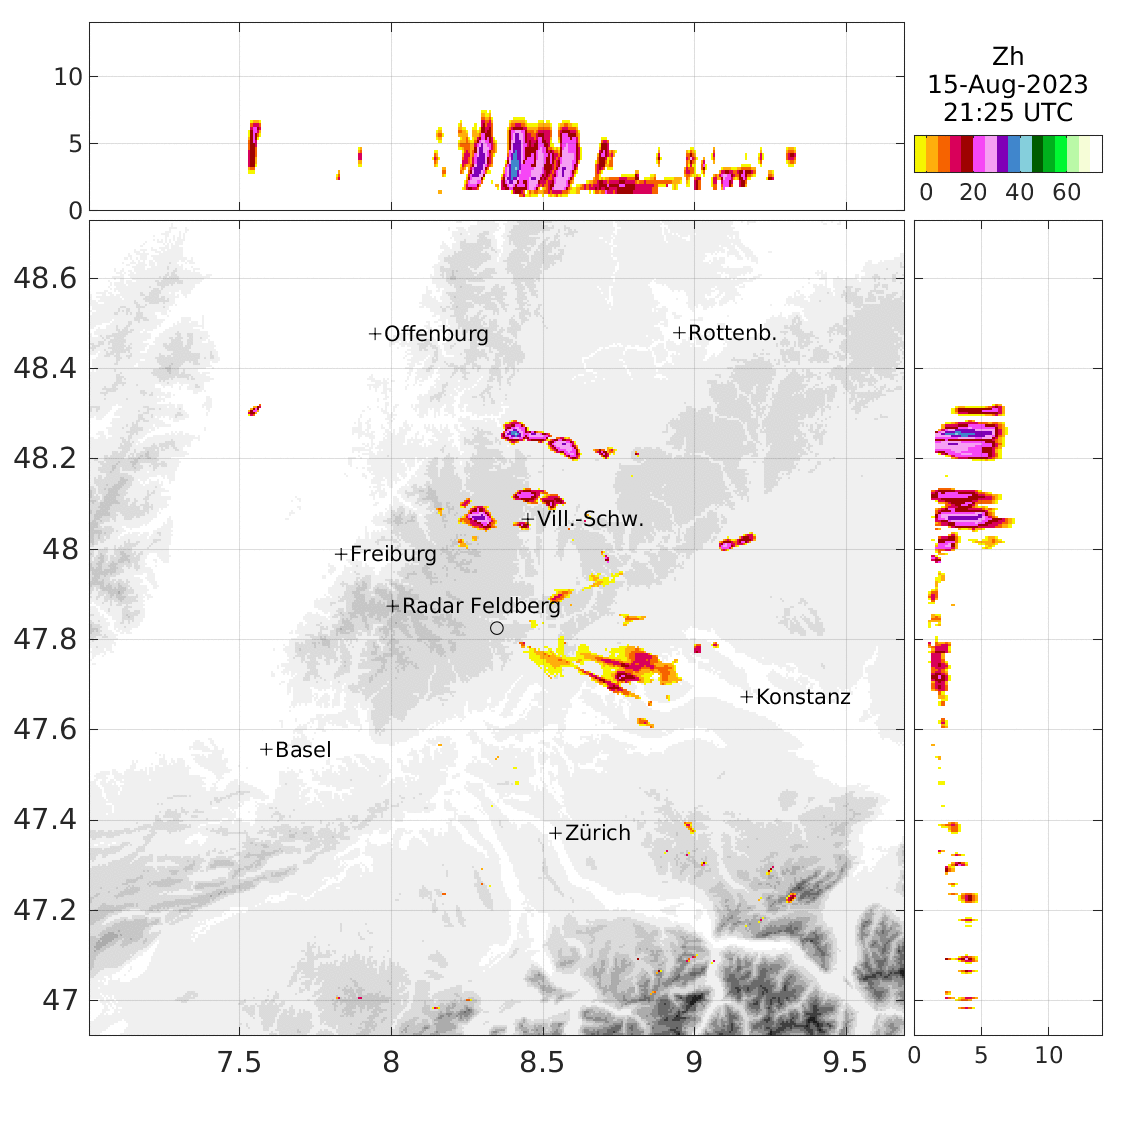 Zh
15-Aug-2023
21:25 UTC
0 20 40 60
10
5
0
48.6
48.4
48.2
48
47.8
47.6
47.4
47.2
47
Offenburg
Rottenb.
Vill.-Schw.
Freiburg
Radar Feldberg
Konstanz
Basel
Zürich
7.5 8 8.5 9 9.5
0 5 10